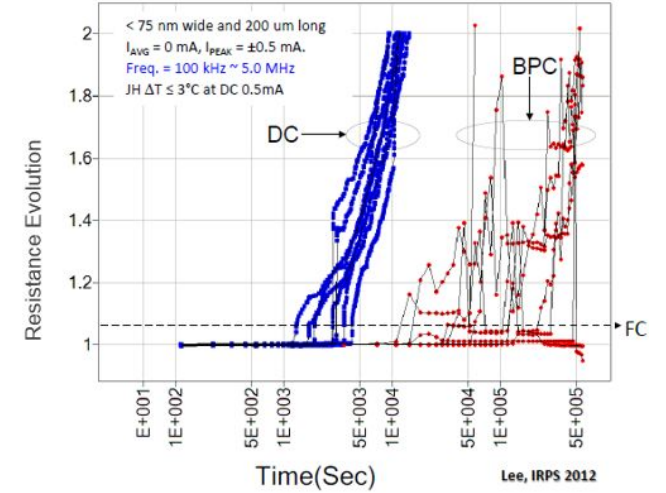 < 75 nm wide and 200 um long
I_AVG = 0 mA, I_PEAK = ±0.5 mA.
Freq. = 100 kHz ~ 5.0 MHz
JH ΔT ≤ 3°C at DC 0.5mA
DC
BPC
FC
Resistance Evolution
2
1.8
1.6
1.4
1.2
1
E+001
1E+002
5E+002
1E+003
5E+003
1E+004
5E+004
1E+005
5E+005
Time(Sec)
Lee, IRPS 2012